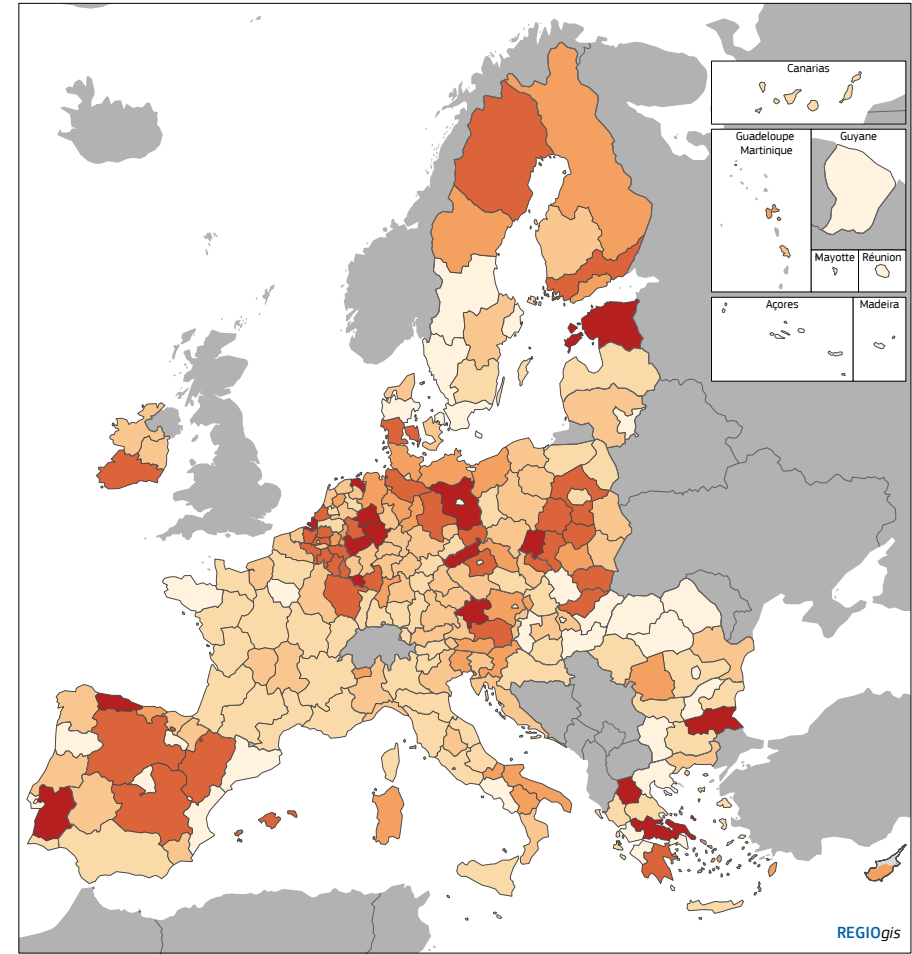 Canarias
Guadeloupe
Martinique
Guyane
Mayotte
Réunion
Açores
Madeira
REGIOgis